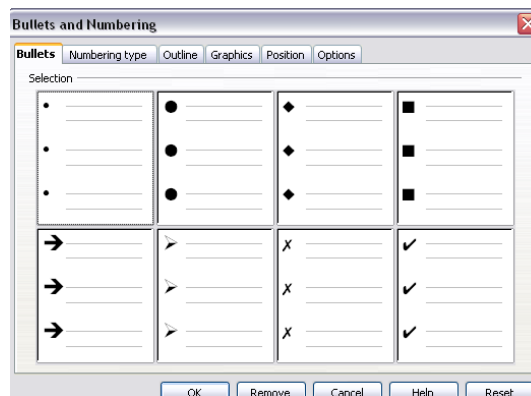 Bullets and Numbering
Bullets Numbering type Outline Graphics Position Options
Selection
OK Remove Cancel Help Reset